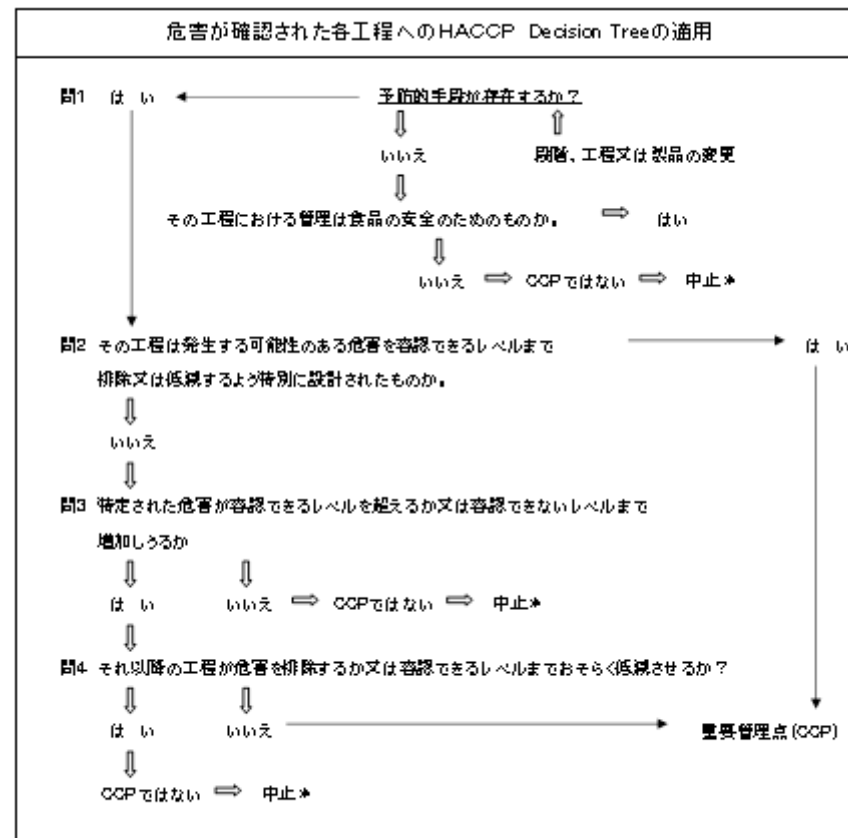 危害が確認された各工程へのHACCP Decision Treeの適用
問1 はい 予防的手段が存在するか?
いいえ 段階、工程又は製品の変更
その工程における管理は食品の安全のためのものか。 はい
いいえ CCPではない 中止*
問2 その工程は発生する可能性のある危害を容認できるレベルまで はい
排除又は低減するよう特別に設計されたものか。
いいえ
問3 特定された危害が容認できるレベルを超えるか又は容認できないレベルまで
増加しうるか
はい いいえ CCPではない 中止*
問4 それ以降の工程が危害を排除するか又は容認できるレベルまでおそらく低減させるか?
はい いいえ 重要管理点(CCP)
CCPではない 中止*